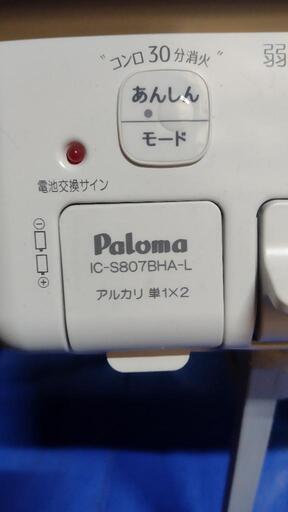 "コンロ30分消火"
弱
あんしん
モード
電池交換サイン
Paloma
IC-S807BHA-L
アルカリ 単1×2